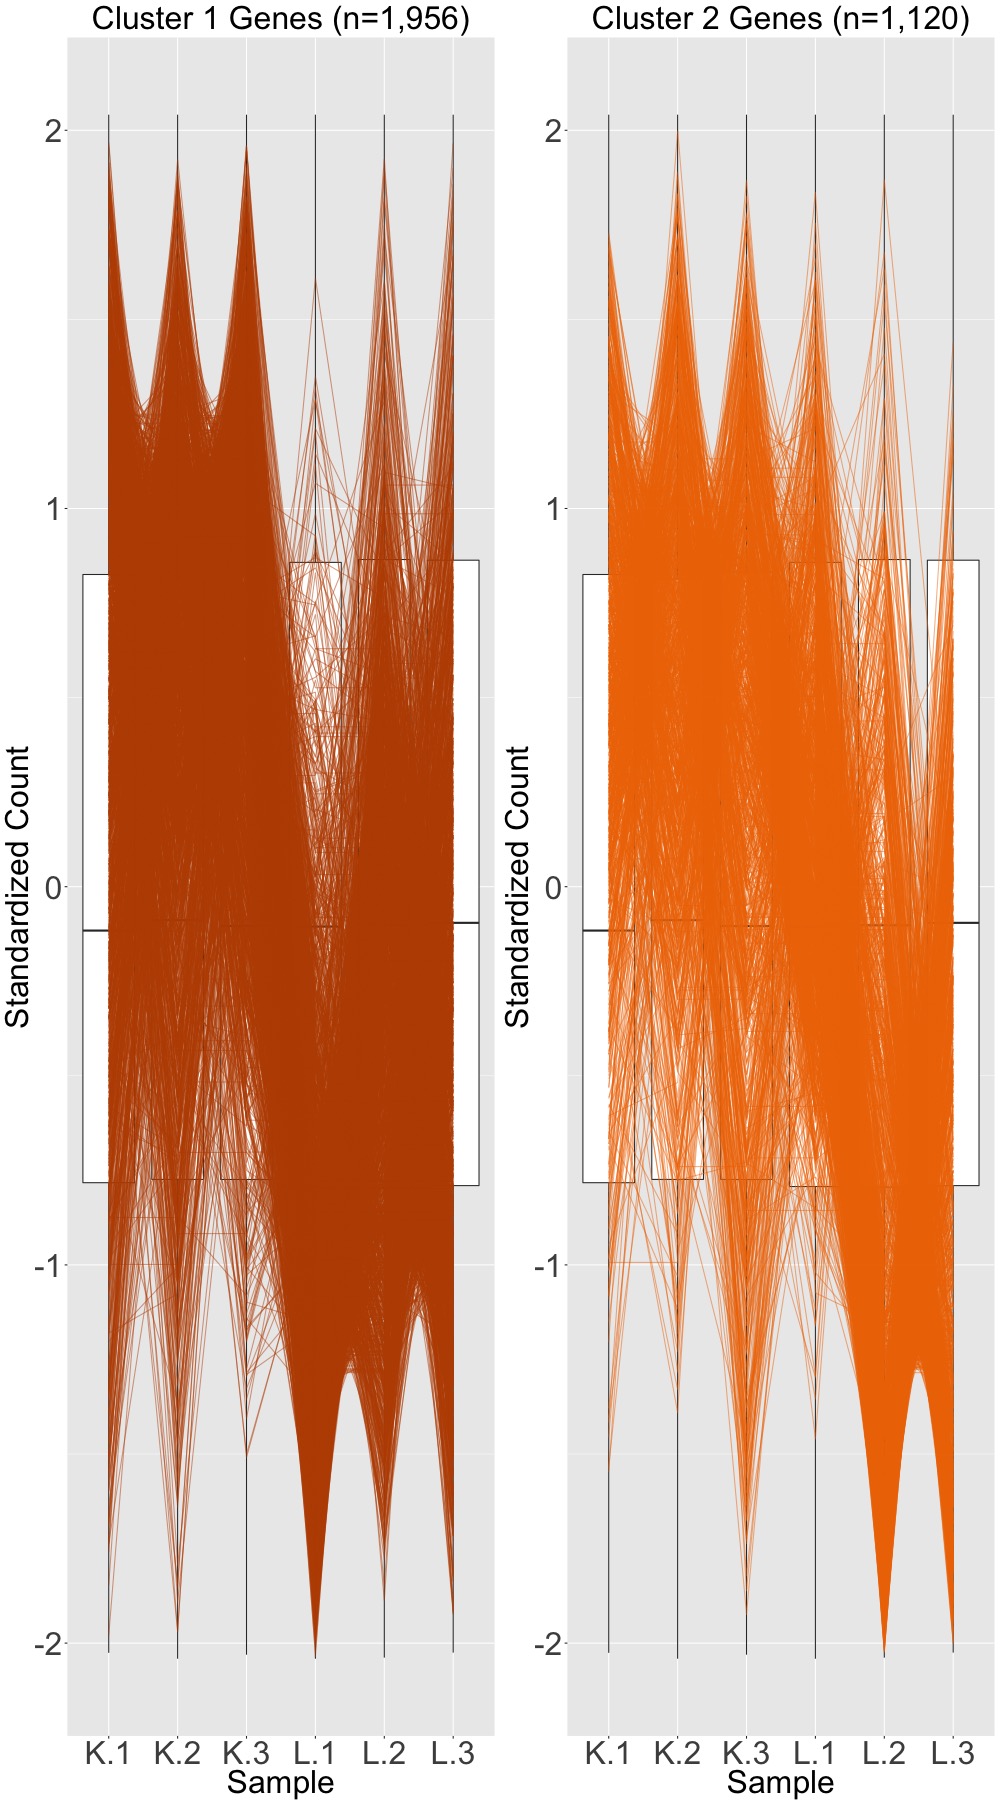 Cluster 1 Genes (n=1,956)
Standardized Count
2
1
0
-1
-2
K.1 K.2 K.3 L.1 L.2 L.3
Sample
Cluster 2 Genes (n=1,120)
Standardized Count
2
1
0
-1
-2
K.1 K.2 K.3 L.1 L.2 L.3
Sample